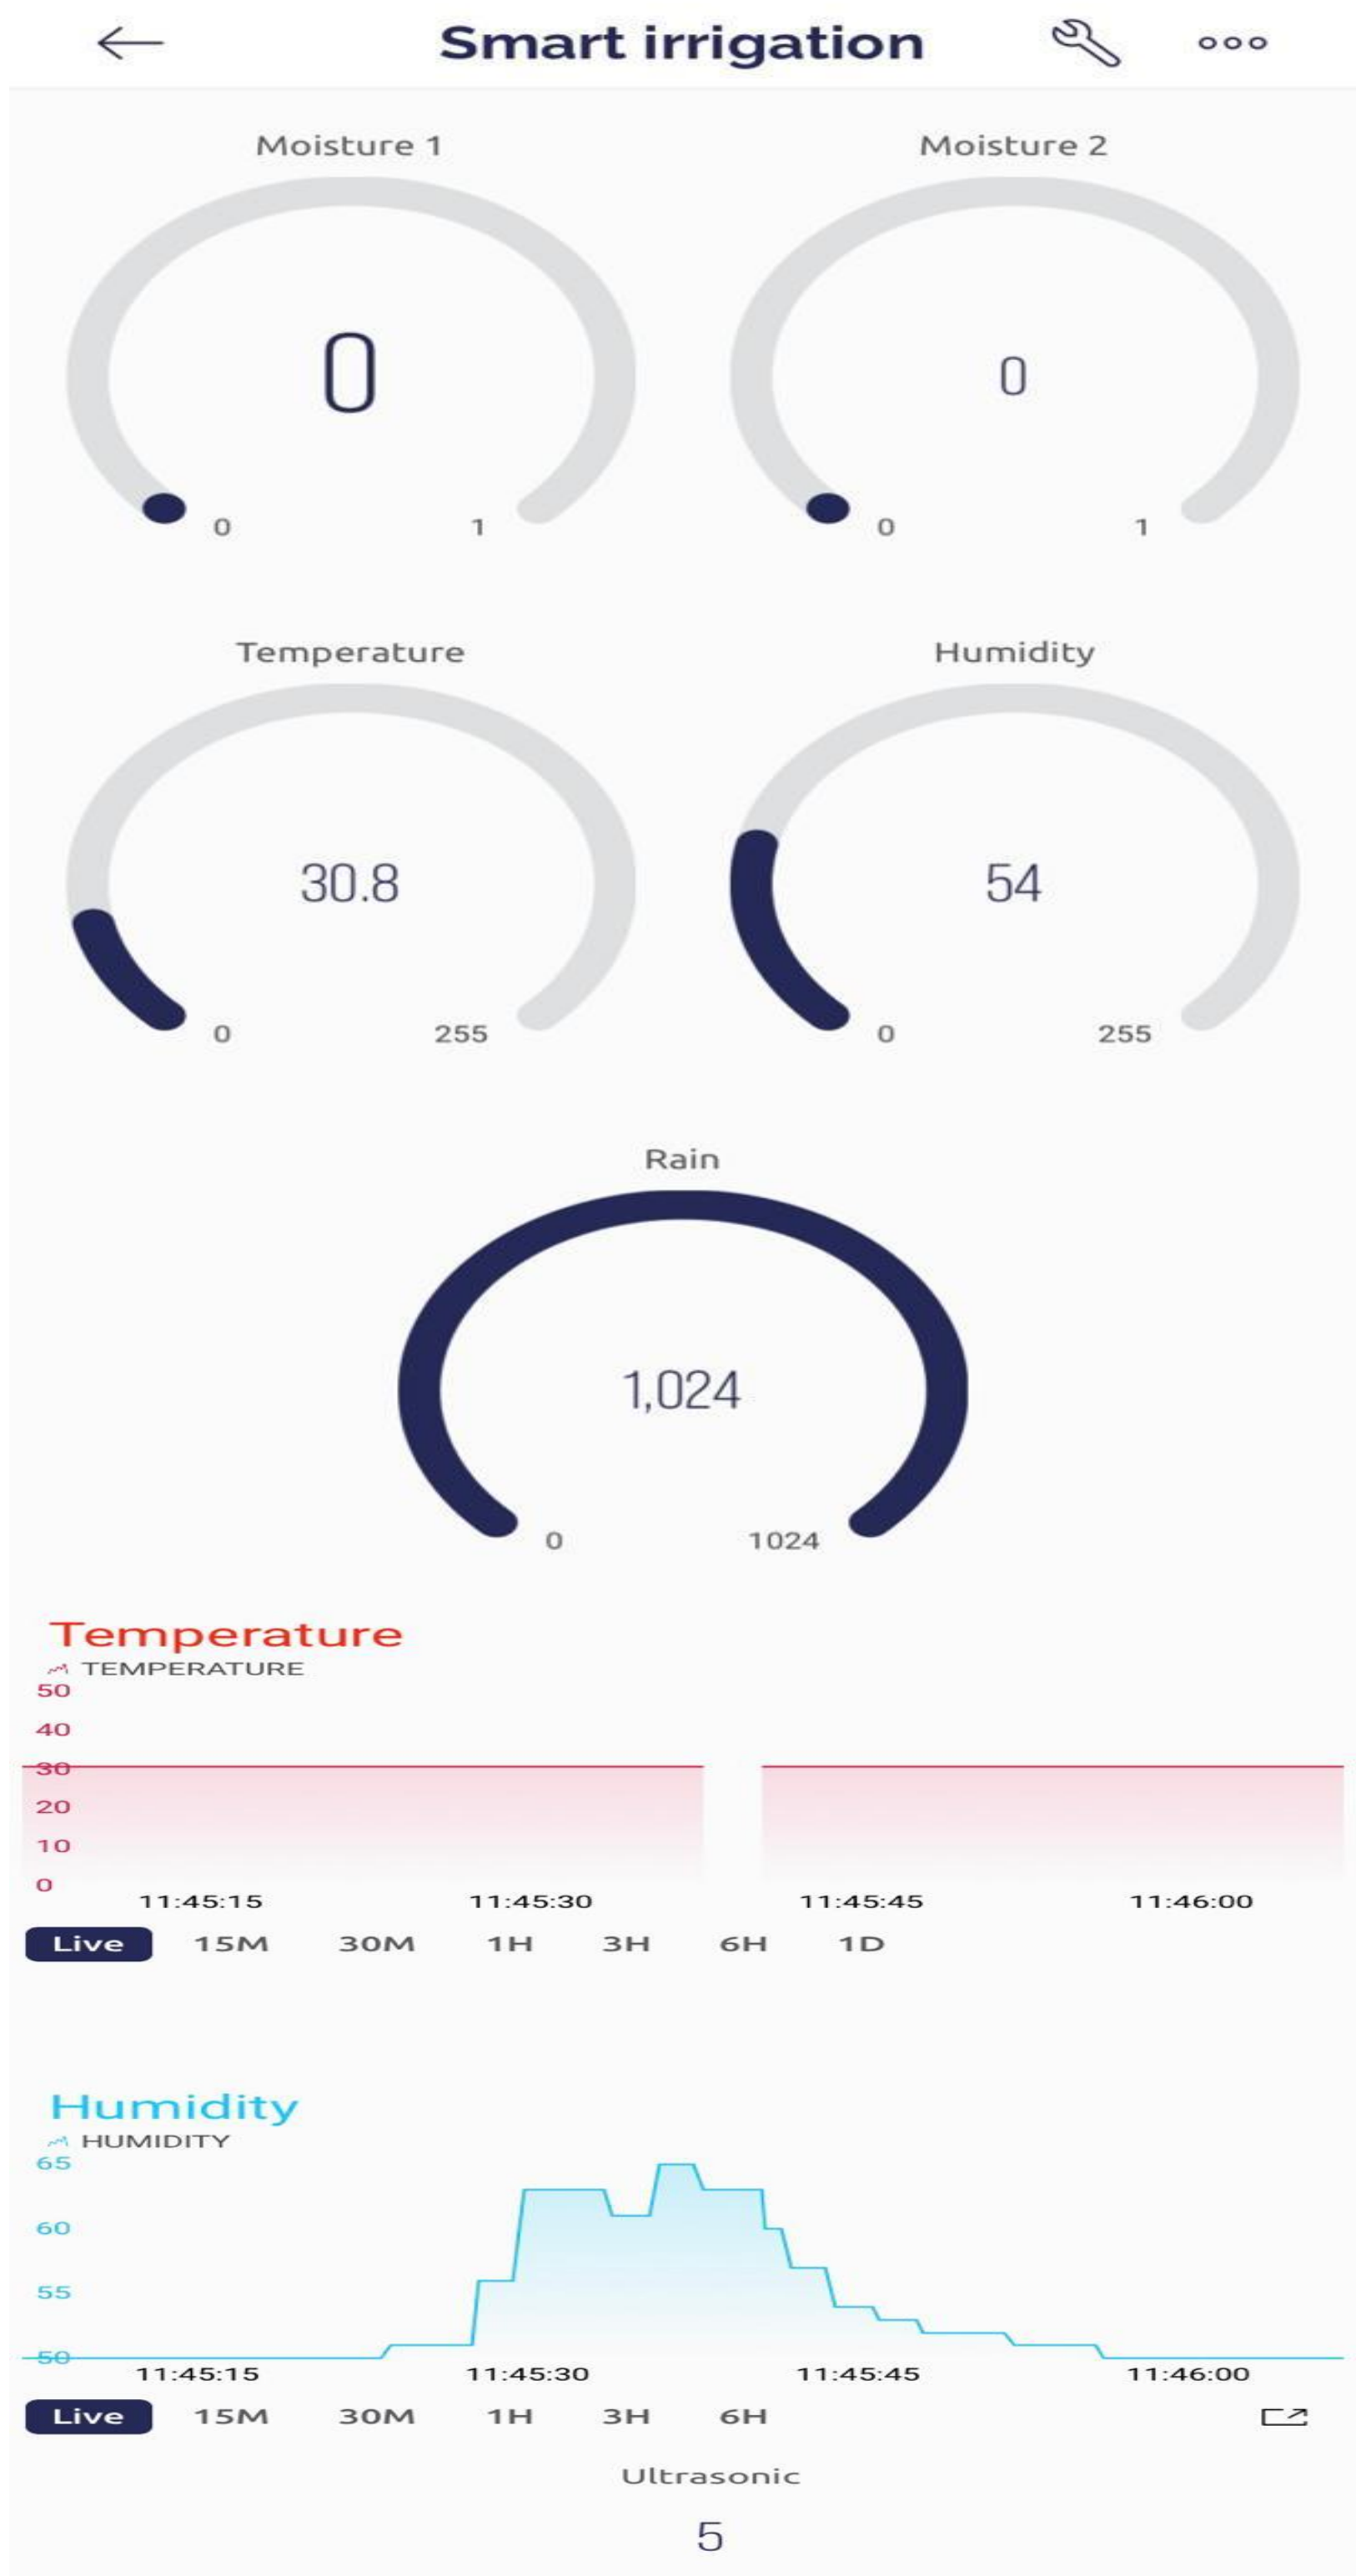 Smart irrigation
Moisture 1 Moisture 2
0 0
0 1 0 1
Temperature Humidity
30.8 54
0 255 0 255
Rain
1,024
0 1024
Temperature
TEMPERATURE
50
40
30
20
10
0
11:45:15 11:45:30 11:45:45 11:46:00
Live 15M 30M 1H 3H 6H 1D
Humidity
HUMIDITY
65
60
55
50
11:45:15 11:45:30 11:45:45 11:46:00
Live 15M 30M 1H 3H 6H
Ultrasonic
5